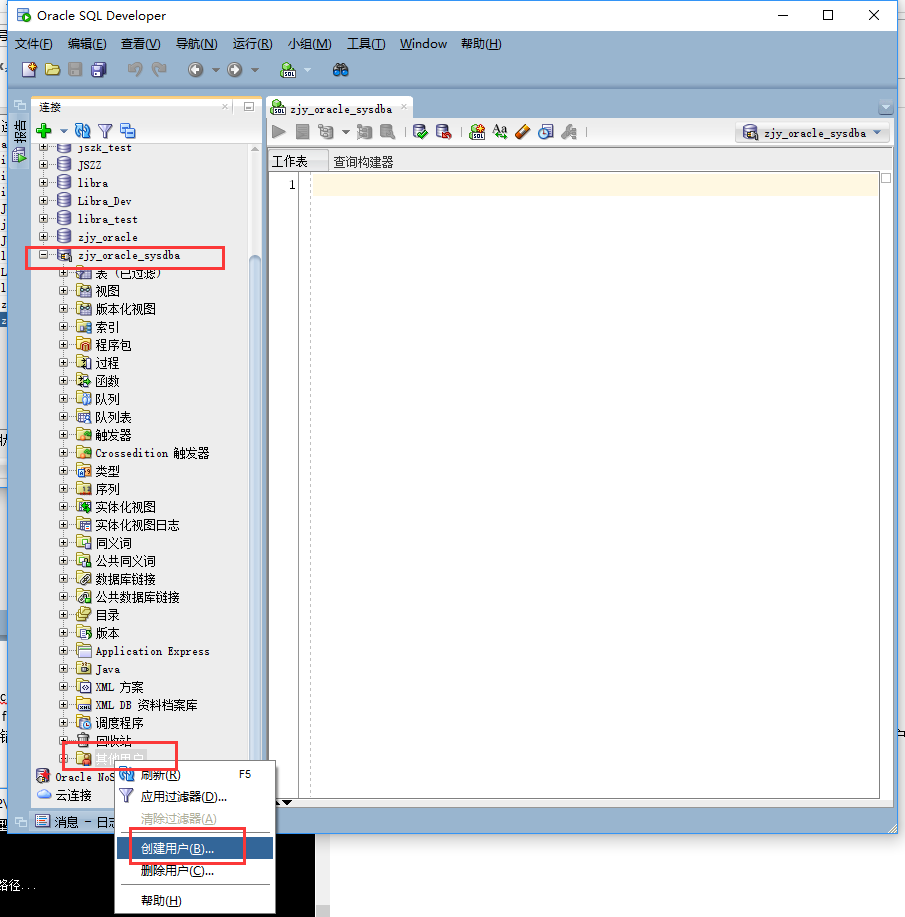 Oracle SQL Developer
文件(F) 编辑(E) 查看(V) 导航(N) 运行(R) 小组(M) 工具(T) Window 帮助(H)
连接
报告
jszk_test
JSZZ
libra
Libra_Dev
libra_test
zjy_oracle
zjy_oracle_sysdba
表 (已过滤)
视图
版本化视图
索引
程序包
过程
函数
队列
队列表
触发器
Crossedition 触发器
类型
序列
实体化视图
实体化视图日志
同义词
公共同义词
数据库链接
公共数据库链接
目录
版本
Application Express
Java
XML 方案
XML DB 资料档案库
调度程序
回收站
其他用户
Oracle NoS
云连接
消息 - 日志
zjy_oracle_sysdba
zjy_oracle_sysdba
工作表 查询构建器
1
刷新(R) F5
应用过滤器(D)...
清除过滤器(A)
创建用户(B)...
删除用户(C)...
帮助(H)
路径...